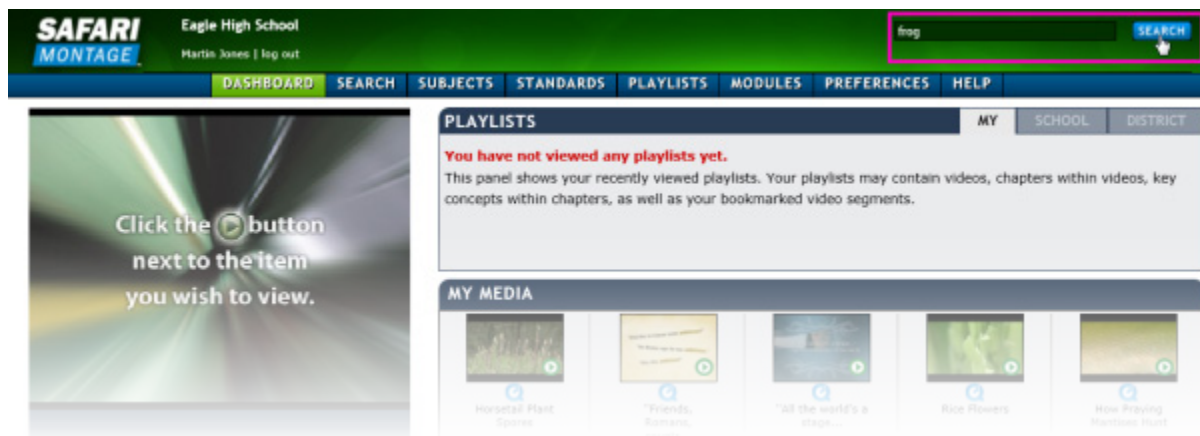 SAFARI
MONTAGE
Eagle High School
Martin Jones | log out
frog
SEARCH
DASHBOARD SEARCH SUBJECTS STANDARDS PLAYLISTS MODULES PREFERENCES HELP
Click the button
next to the item
you wish to view.
PLAYLISTS
MY SCHOOL DISTRICT
You have not viewed any playlists yet.
This panel shows your recently viewed playlists. Your playlists may contain videos, chapters within videos, key
concepts within chapters, as well as your bookmarked video segments.
MY MEDIA
Horsetail Plant
Spores
"Friends,
Romans,
"All the world's a
stage...
Rice Flowers
How Praying
Mantises Hunt